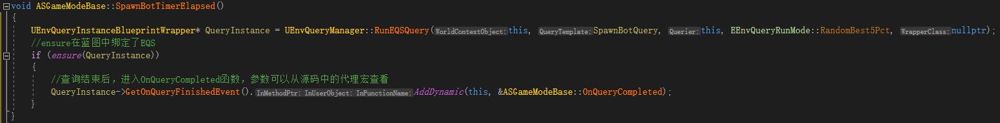 void ASGameModeBase::SpawnBotTimerElapsed()
{
UEnvQueryInstanceBlueprintWrapper* QueryInstance = UEnvQueryManager::RunEQSQuery(WorldContextObject:this, QueryTemplate:SpawnBotQuery, Querier:this, EEnvQueryRunMode::RandomBest5Pct, WrapperClass:nullptr);
//ensure在蓝图中绑定了EQS
if (ensure(QueryInstance))
{
//查询结束后，进入OnQueryCompleted函数，参数可以从源码中的代理宏查看
QueryInstance->GetOnQueryFinishedEvent().InMethodPtr:InUserObject:InFunctionName:AddDynamic(this, &ASGameModeBase::OnQueryCompleted);
}
}